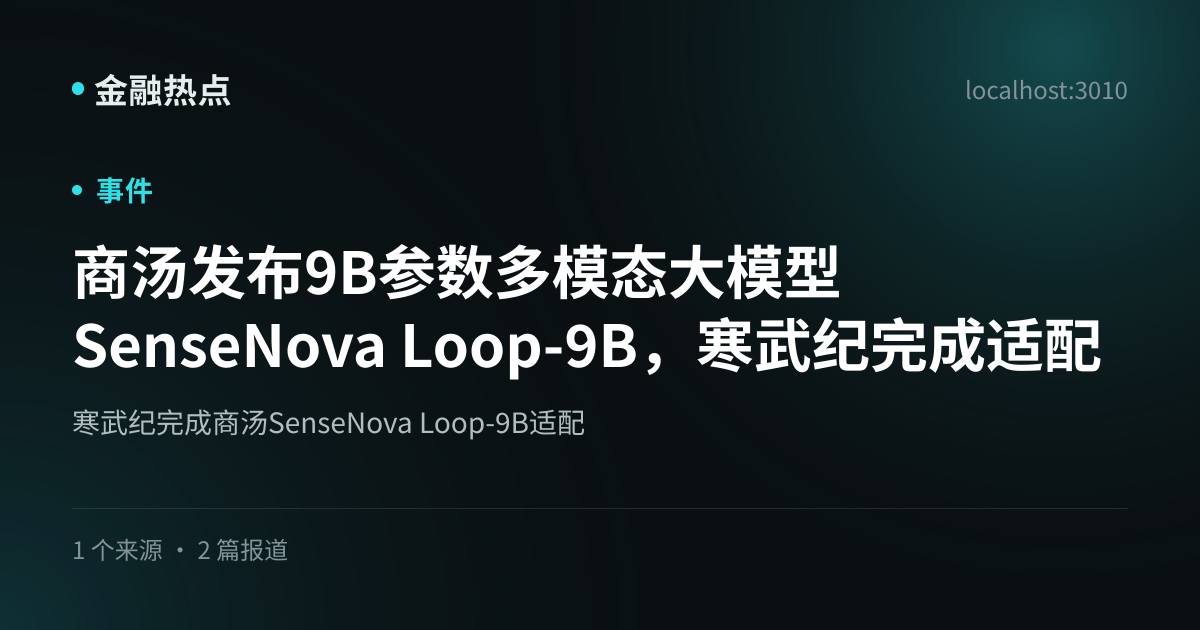 金融热点
localhost:3010
事件
商汤发布9B参数多模态大模型
SenseNova Loop-9B，寒武纪完成适配
寒武纪完成商汤SenseNova Loop-9B适配
1 个来源 · 2 篇报道